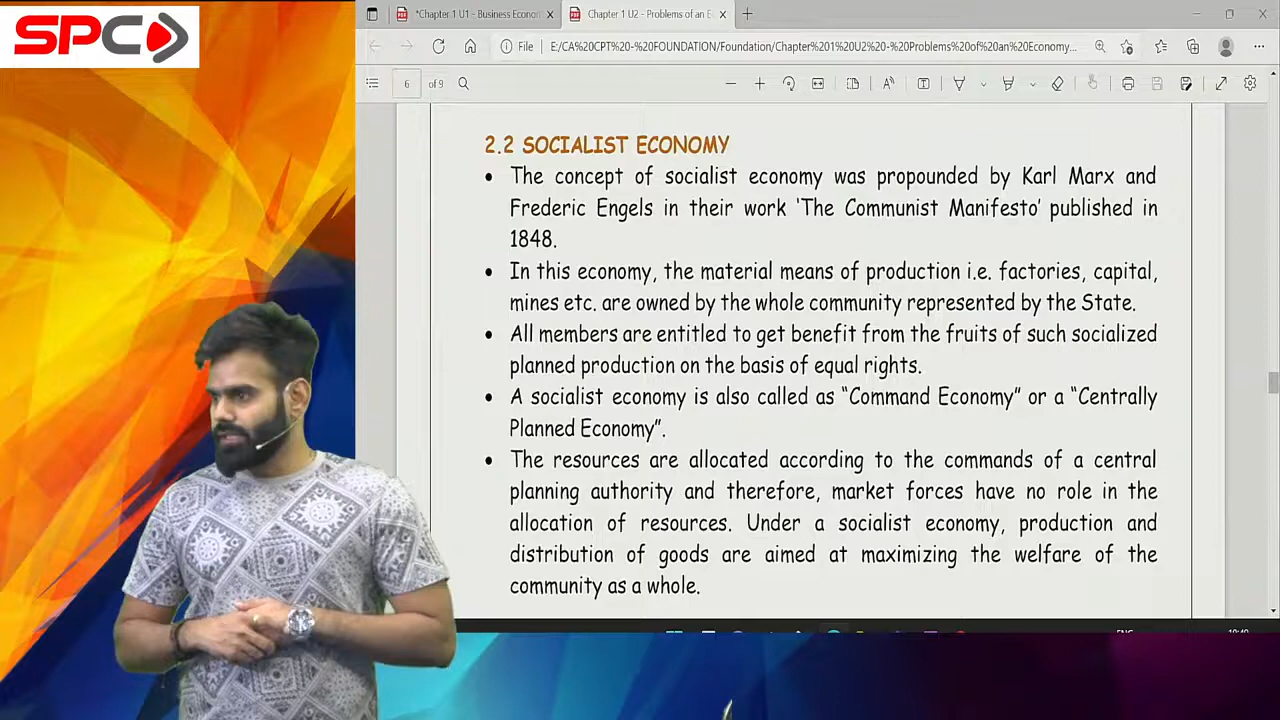 SPC
*Chapter 1 U1 - Business Econon
Chapter 1 U2 - Problems of an E
File
E:/CA%20CPT%20-%20FOUNDATION/Foundation/Chapter%201%20U2%20-%20Problems%20of%20an%20Economy...
6 of 9
2.2 SOCIALIST ECONOMY
• The concept of socialist economy was propounded by Karl Marx and
Frederic Engels in their work ‘The Communist Manifesto’ published in
1848.
• In this economy, the material means of production i.e. factories, capital,
mines etc. are owned by the whole community represented by the State.
• All members are entitled to get benefit from the fruits of such socialized
planned production on the basis of equal rights.
• A socialist economy is also called as “Command Economy” or a “Centrally
Planned Economy”.
• The resources are allocated according to the commands of a central
planning authority and therefore, market forces have no role in the
allocation of resources. Under a socialist economy, production and
distribution of goods are aimed at maximizing the welfare of the
community as a whole.